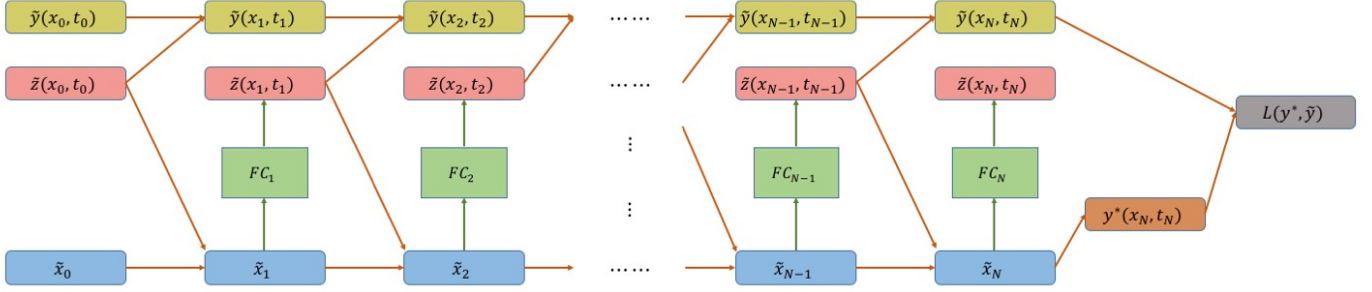 ỹ(x₀, t₀) ỹ(x₁, t₁) ỹ(x₂, t₂) …… ỹ(x_{N−1}, t_{N−1}) ỹ(x_N, t_N)
z̃(x₀, t₀) z̃(x₁, t₁) z̃(x₂, t₂) …… z̃(x_{N−1}, t_{N−1}) z̃(x_N, t_N)
L(y*, ỹ)
⋮
FC₁ FC₂ FC_{N−1} FC_N
⋮
y*(x_N, t_N)
x̃₀ x̃₁ x̃₂ …… x̃_{N−1} x̃_N